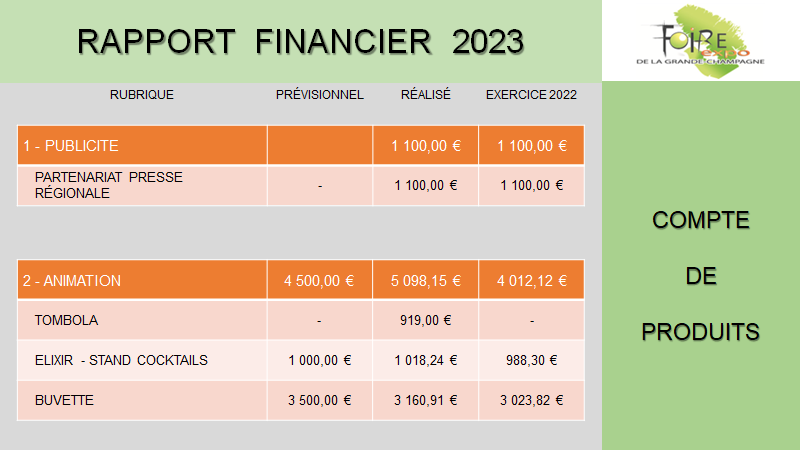 RAPPORT FINANCIER 2023
FOIRE
expo
DE LA GRANDE CHAMPAGNE
RUBRIQUE PRÉVISIONNEL RÉALISÉ EXERCICE 2022
1 - PUBLICITE 1 100,00 € 1 100,00 €
PARTENARIAT PRESSE
RÉGIONALE - 1 100,00 € 1 100,00 €
2 - ANIMATION 4 500,00 € 5 098,15 € 4 012,12 €
TOMBOLA - 919,00 € -
ELIXIR - STAND COCKTAILS 1 000,00 € 1 018,24 € 988,30 €
BUVETTE 3 500,00 € 3 160,91 € 3 023,82 €
COMPTE
DE
PRODUITS